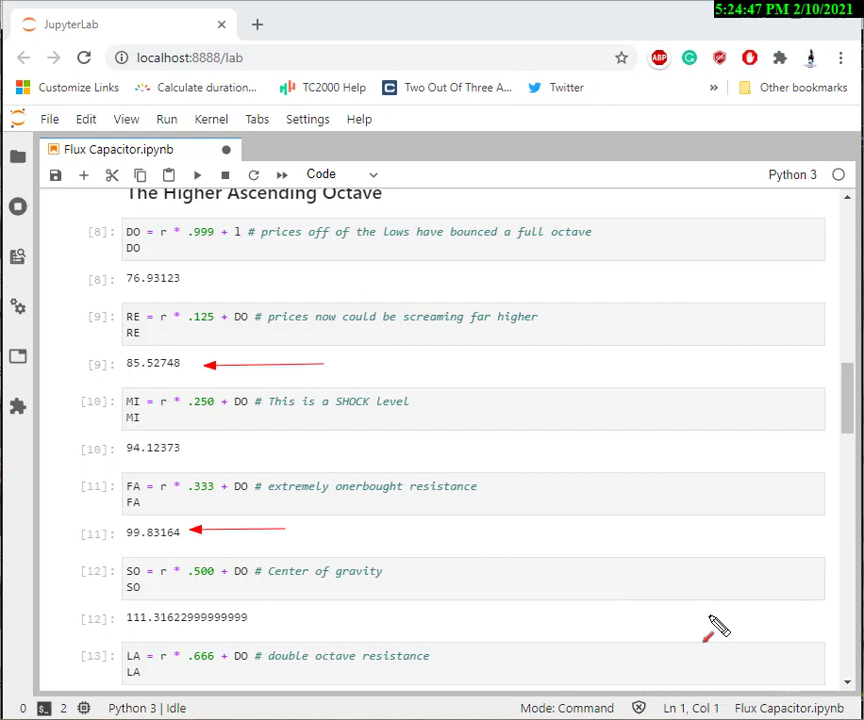 5:24:47 PM 2/10/2021
JupyterLab
localhost:8888/lab
ABP
Customize Links
Calculate duration...
TC2000 Help
Two Out Of Three A...
Twitter
»
Other bookmarks
File Edit View Run Kernel Tabs Settings Help
Flux Capacitor.ipynb
Code
Python 3
The Higher Ascending Octave
[8]: DO = r * .999 + l # prices off of the lows have bounced a full octave
DO
[8]: 76.93123
[9]: RE = r * .125 + DO # prices now could be screaming far higher
RE
[9]: 85.52748
[10]: MI = r * .250 + DO # This is a SHOCK level
MI
[10]: 94.12373
[11]: FA = r * .333 + DO # extremely onerbought resistance
FA
[11]: 99.83164
[12]: SO = r * .500 + DO # Center of gravity
SO
[12]: 111.31622999999999
[13]: LA = r * .666 + DO # double octave resistance
LA
0 2 Python 3 | Idle Mode: Command Ln 1, Col 1 Flux Capacitor.ipynb